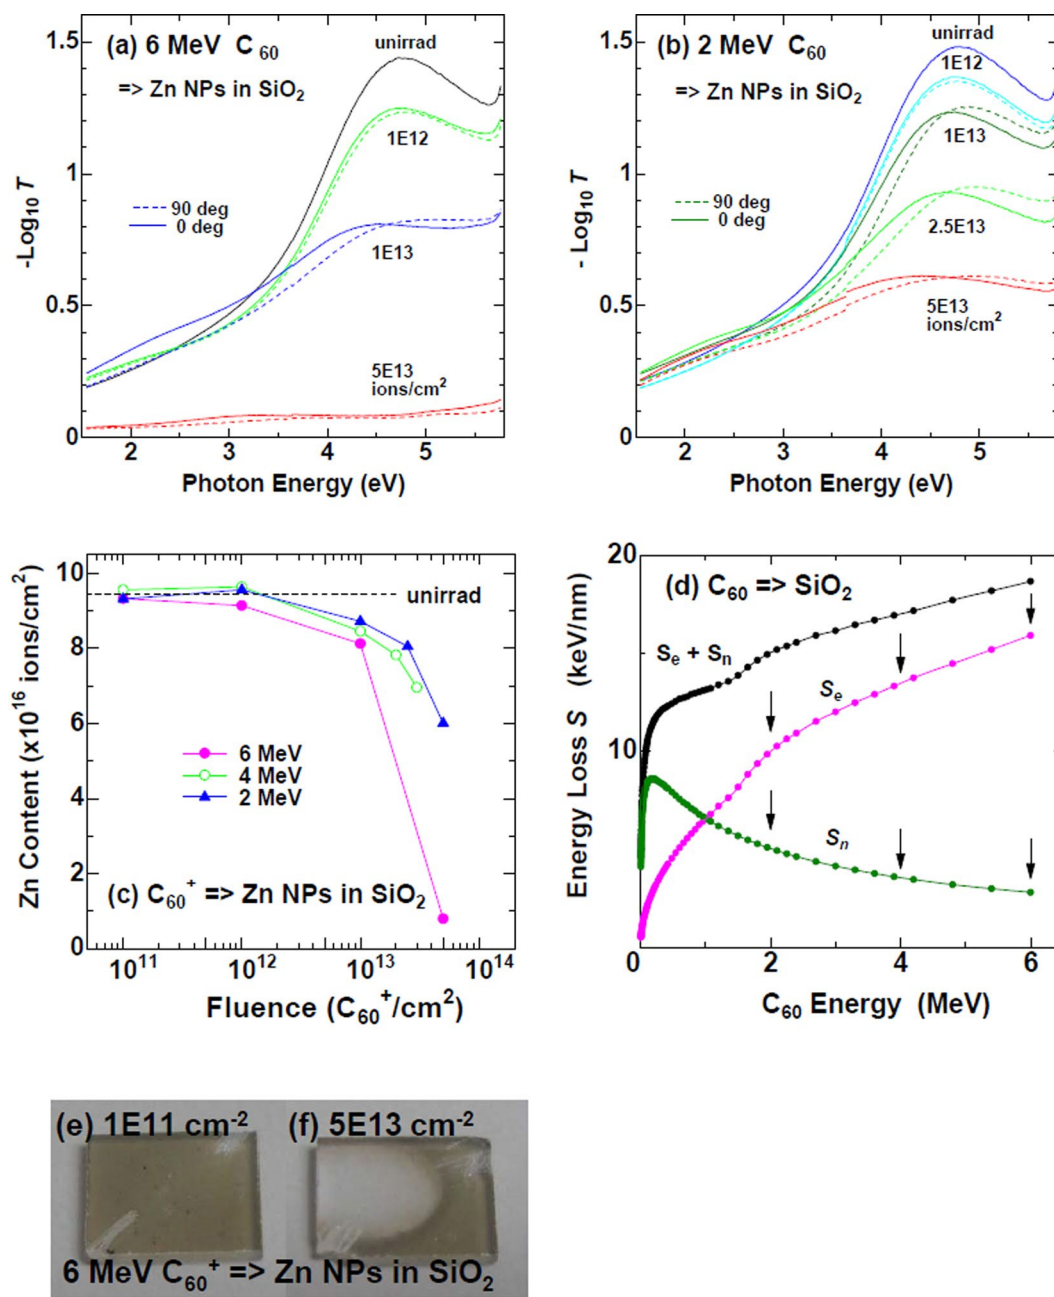 (a) 6 MeV C60
=> Zn NPs in SiO2
unirrad
1E12
90 deg
0 deg
1E13
5E13
ions/cm2
1.5
1
0.5
0
-Log10 T
2 3 4 5
Photon Energy (eV)
(b) 2 MeV C60
=> Zn NPs in SiO2
unirrad
1E12
1E13
90 deg
0 deg
2.5E13
5E13
ions/cm2
1.5
1
0.5
0
- Log10 T
2 3 4 5
Photon Energy (eV)
10
8
6
4
2
0
Zn Content (x10^16 ions/cm^2)
unirrad
6 MeV
4 MeV
2 MeV
(c) C60+ => Zn NPs in SiO2
10^11 10^12 10^13 10^14
Fluence (C60+/cm2)
20
10
0
Energy Loss S (keV/nm)
(d) C60 => SiO2
Se + Sn
Se
Sn
0 2 4 6
C60 Energy (MeV)
(e) 1E11 cm-2
(f) 5E13 cm-2
6 MeV C60+ => Zn NPs in SiO2